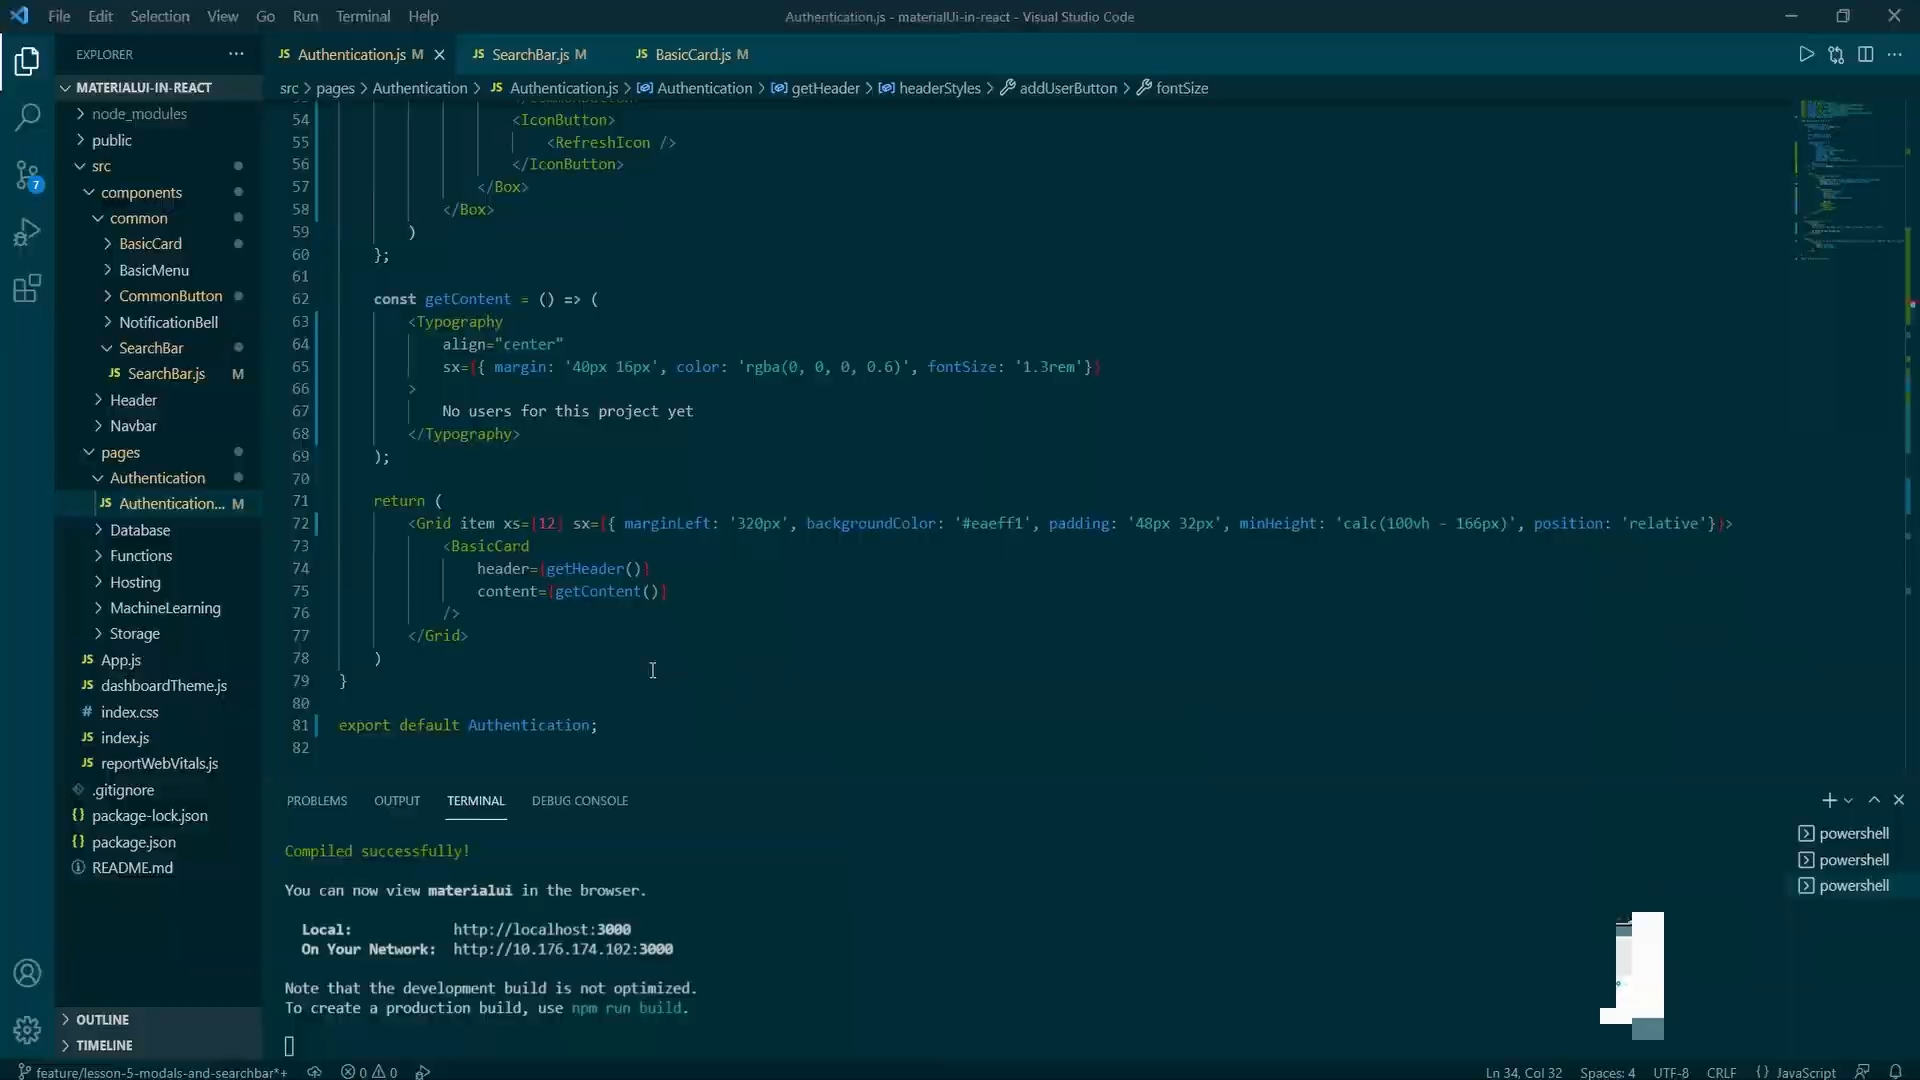 File Edit Selection View Go Run Terminal Help
Authentication.js - materialUi-in-react - Visual Studio Code
EXPLORER
MATERIALUI-IN-REACT
node_modules
public
src
components
common
BasicCard
BasicMenu
CommonButton
NotificationBell
SearchBar
JS SearchBar.js M
Header
Navbar
pages
Authentication
JS Authentication... M
Database
Functions
Hosting
MachineLearning
Storage
JS App.js
JS dashboardTheme.js
# index.css
JS index.js
JS reportWebVitals.js
.gitignore
{} package-lock.json
{} package.json
README.md
OUTLINE
TIMELINE
7
JS Authentication.js M
JS SearchBar.js M
JS BasicCard.js M
src > pages > Authentication > JS Authentication.js > Authentication > getHeader > headerStyles > addUserButton > fontSize
54 <IconButton>
55 <RefreshIcon />
56 </IconButton>
57 </Box>
58 </Box>
59 )
60 };
61
62 const getContent = () => (
63 <Typography
64 align="center"
65 sx={{ margin: '40px 16px', color: 'rgba(0, 0, 0, 0.6)', fontSize: '1.3rem'}}
66 >
67 No users for this project yet
68 </Typography>
69 );
70
71 return (
72 <Grid item xs={12} sx={{ marginLeft: '320px', backgroundColor: '#eaeff1', padding: '48px 32px', minHeight: 'calc(100vh - 166px)', position: 'relative'}}>
73 <BasicCard
74 header={getHeader()}
75 content={getContent()}
76 />
77 </Grid>
78 )
79 }
80
81 export default Authentication;
82
PROBLEMS OUTPUT TERMINAL DEBUG CONSOLE
powershell
powershell
powershell
Compiled successfully!
You can now view materialui in the browser.
Local: http://localhost:3000
On Your Network: http://10.176.174.102:3000
Note that the development build is not optimized.
To create a production build, use npm run build.
feature/lesson-5-modals-and-searchbar*+ 0 0
Ln 34, Col 32 Spaces: 4 UTF-8 CRLF {} JavaScript